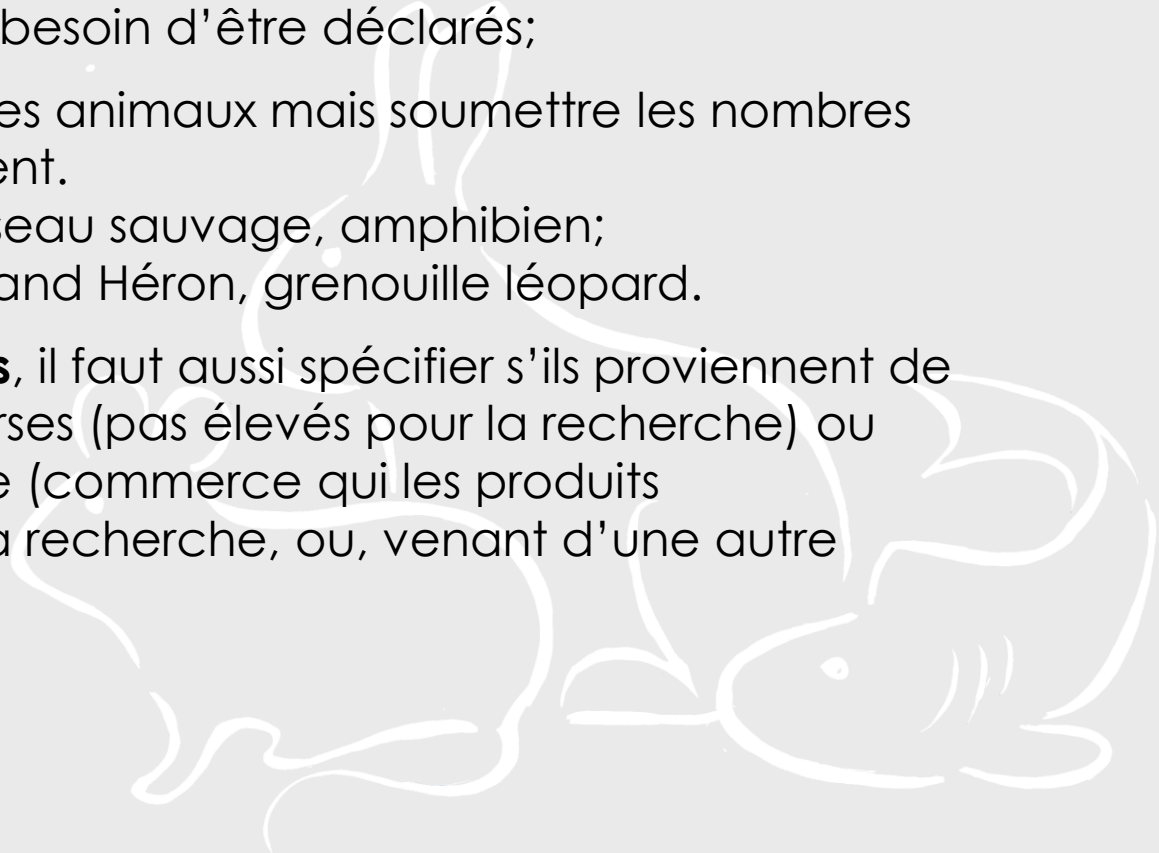 besoin d’être déclarés;
es animaux mais soumettre les nombres
ent.
seau sauvage, amphibien;
and Héron, grenouille léopard.
s, il faut aussi spécifier s’ils proviennent de
rses (pas élevés pour la recherche) ou
e (commerce qui les produits
a recherche, ou, venant d’une autre